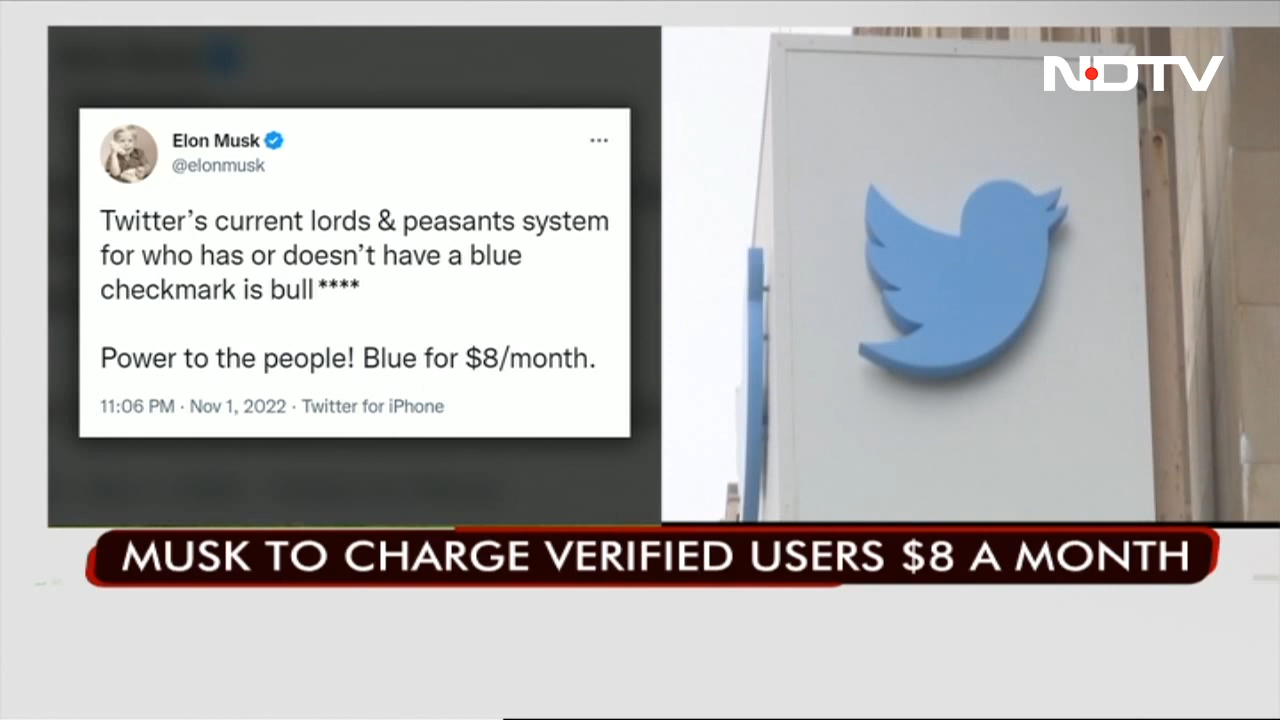 NDTV
Elon Musk
@elonmusk
Twitter's current lords & peasants system
for who has or doesn't have a blue
checkmark is bull****
Power to the people! Blue for $8/month.
11:06 PM · Nov 1, 2022 · Twitter for iPhone
MUSK TO CHARGE VERIFIED USERS $8 A MONTH